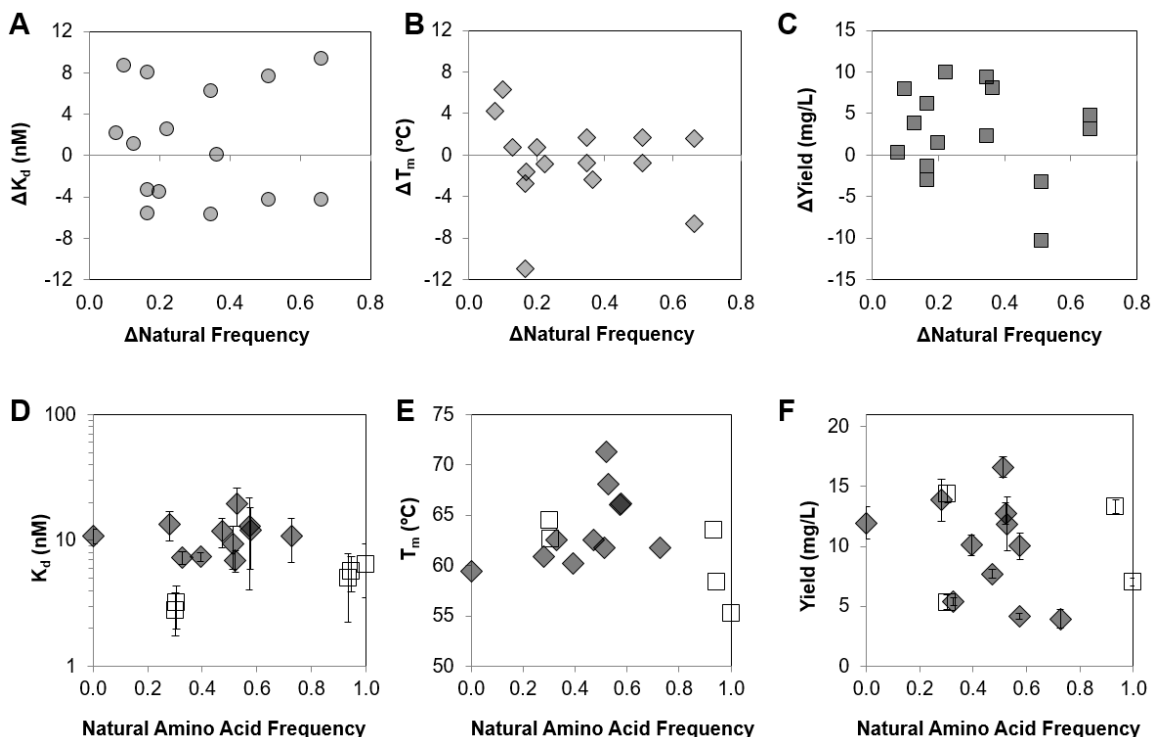 A
B
C
12
8
4
0
-4
-8
-12
ΔKd (nM)
0.0 0.2 0.4 0.6 0.8
ΔNatural Frequency
12
8
4
0
-4
-8
-12
ΔTm (ºC)
0.0 0.2 0.4 0.6 0.8
ΔNatural Frequency
15
10
5
0
-5
-10
-15
ΔYield (mg/L)
0.0 0.2 0.4 0.6 0.8
ΔNatural Frequency
D
E
F
100
10
1
Kd (nM)
0.0 0.2 0.4 0.6 0.8 1.0
Natural Amino Acid Frequency
75
70
65
60
55
50
Tm (ºC)
0.0 0.2 0.4 0.6 0.8 1.0
Natural Amino Acid Frequency
20
15
10
5
0
Yield (mg/L)
0.0 0.2 0.4 0.6 0.8 1.0
Natural Amino Acid Frequency